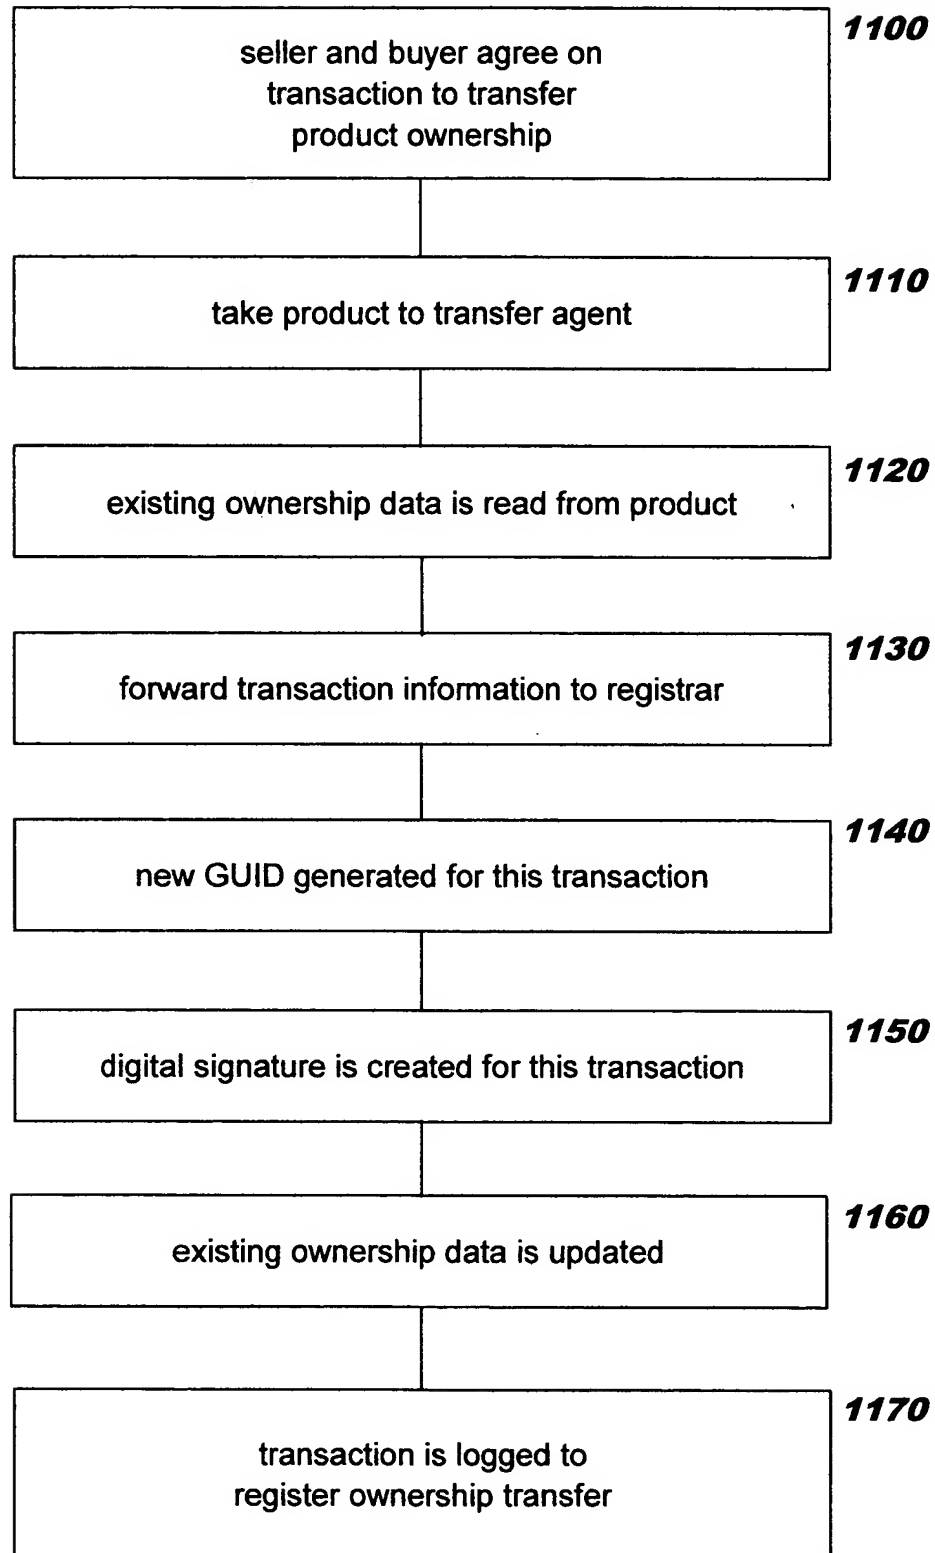 1100
seller and buyer agree on
transaction to transfer
product ownership
1110
take product to transfer agent
1120
existing ownership data is read from product
1130
forward transaction information to registrar
1140
new GUID generated for this transaction
1150
digital signature is created for this transaction
1160
existing ownership data is updated
1170
transaction is logged to
register ownership transfer